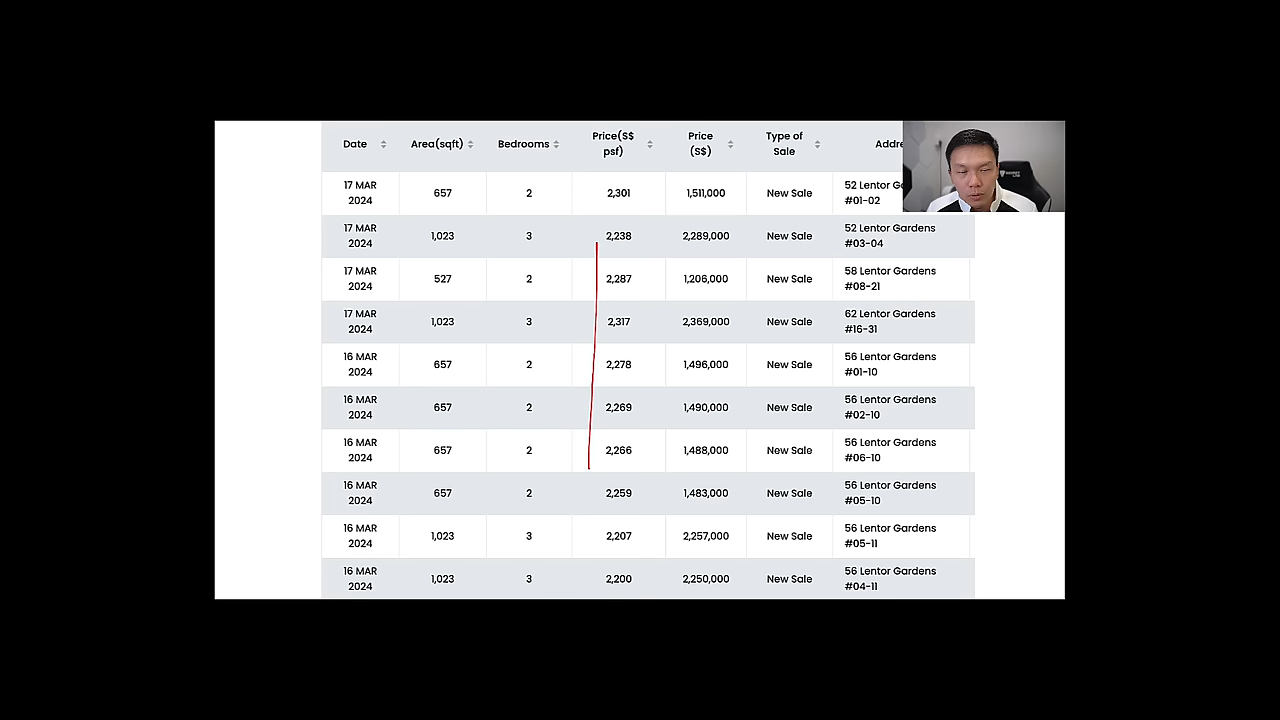 Date Area(sqft) Bedrooms Price(S$ psf) Price (S$) Type of Sale
17 MAR 2024 657 2 2,301 1,511,000 New Sale 52 Lentor #01-02
17 MAR 2024 1,023 3 2,238 2,289,000 New Sale 52 Lentor Gardens #03-04
17 MAR 2024 527 2 2,287 1,206,000 New Sale 58 Lentor Gardens #08-21
17 MAR 2024 1,023 3 2,317 2,369,000 New Sale 62 Lentor Gardens #16-31
16 MAR 2024 657 2 2,278 1,496,000 New Sale 56 Lentor Gardens #01-10
16 MAR 2024 657 2 2,269 1,490,000 New Sale 56 Lentor Gardens #02-10
16 MAR 2024 657 2 2,266 1,488,000 New Sale 56 Lentor Gardens #06-10
16 MAR 2024 657 2 2,259 1,483,000 New Sale 56 Lentor Gardens #05-10
16 MAR 2024 1,023 3 2,207 2,257,000 New Sale 56 Lentor Gardens #05-11
16 MAR 2024 1,023 3 2,200 2,250,000 New Sale 56 Lentor Gardens #04-11